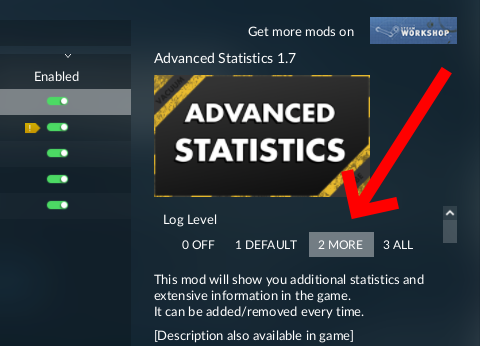 Get more mods on
STEAM
WORKSHOP
Advanced Statistics 1.7
Enabled
ADVANCED
STATISTICS
Log Level
0 OFF 1 DEFAULT 2 MORE 3 ALL
This mod will show you additional statistics and
extensive information in the game.
It can be added/removed every time.
[Description also available in game]